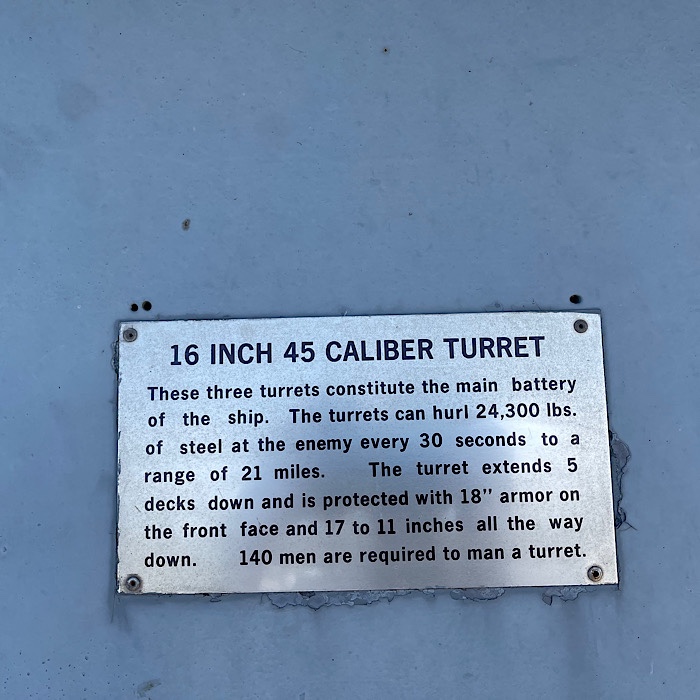 16 INCH 45 CALIBER TURRET
These three turrets constitute the main battery
of the ship. The turrets can hurl 24,300 lbs.
of steel at the enemy every 30 seconds to a
range of 21 miles. The turret extends 5
decks down and is protected with 18" armor on
the front face and 17 to 11 inches all the way
down. 140 men are required to man a turret.